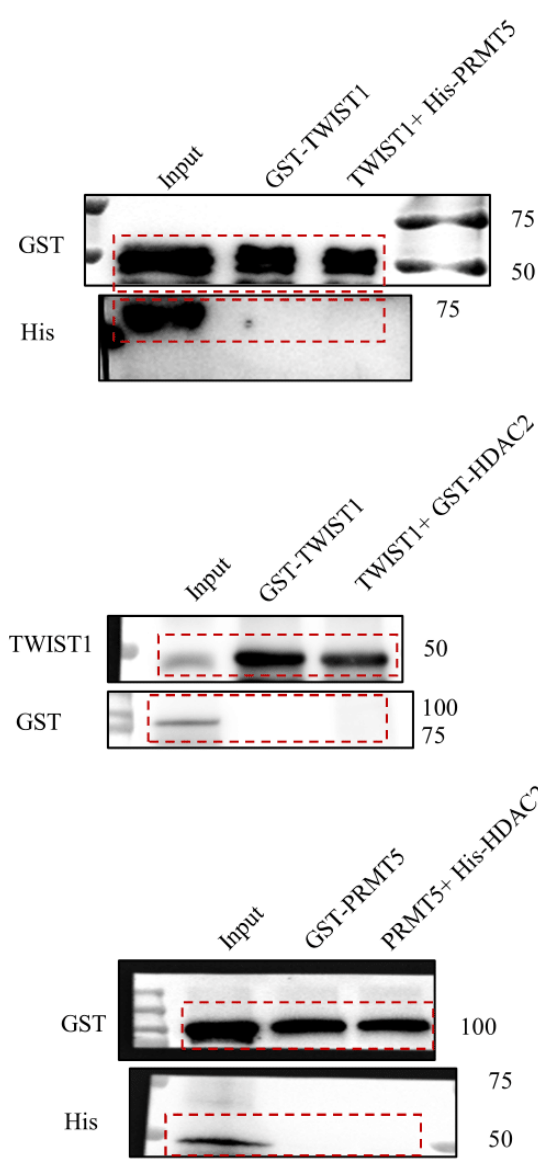 Input
GST-TWIST1
TWIST1+ His-PRMT5
GST
75
50
His
75
Input
GST-TWIST1
TWIST1+ GST-HDAC2
TWIST1
50
GST
100
75
Input
GST-PRMT5
PRMT5+ His-HDAC2
GST
100
His
75
50